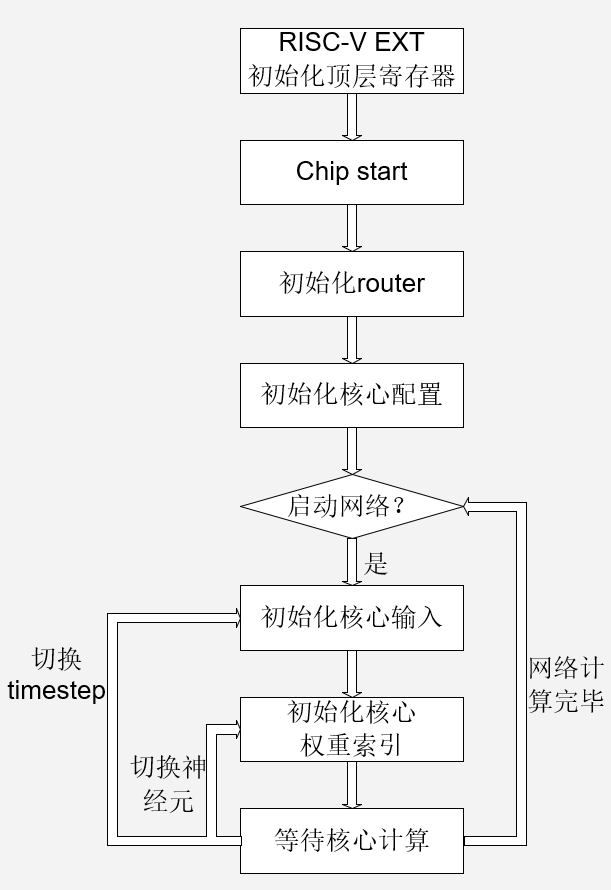 RISC-V EXT
初始化顶层寄存器
Chip start
初始化router
初始化核心配置
启动网络？
是
初始化核心输入
切换
timestep
网络计
算完毕
初始化核心
权重索引
切换神
经元
等待核心计算